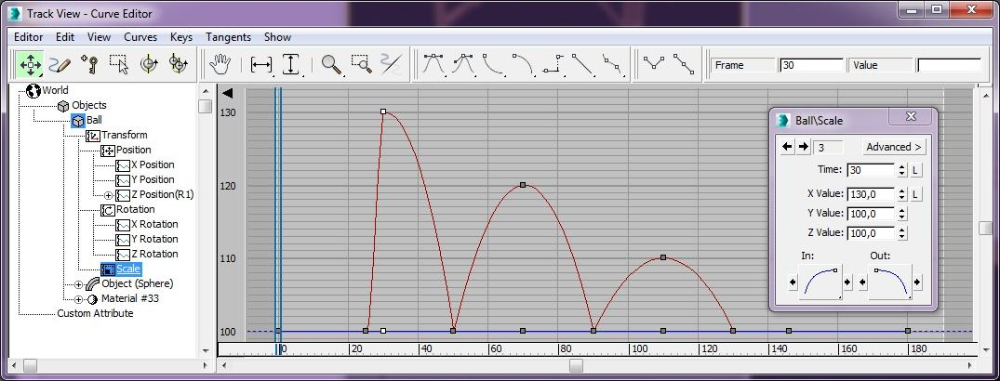 Track View - Curve Editor
Editor Edit View Curves Keys Tangents Show
Frame 30 Value
World
Objects
Ball
Transform
Position
X Position
Y Position
Z Position(R1)
Rotation
X Rotation
Y Rotation
Z Rotation
Scale
Object (Sphere)
Material #33
Custom Attribute
130
120
110
100
0 20 40 60 80 100 120 140 160 180
Ball\Scale
3 Advanced >
Time: 30 L
X Value: 130,0 L
Y Value: 100,0
Z Value: 100,0
In: Out: